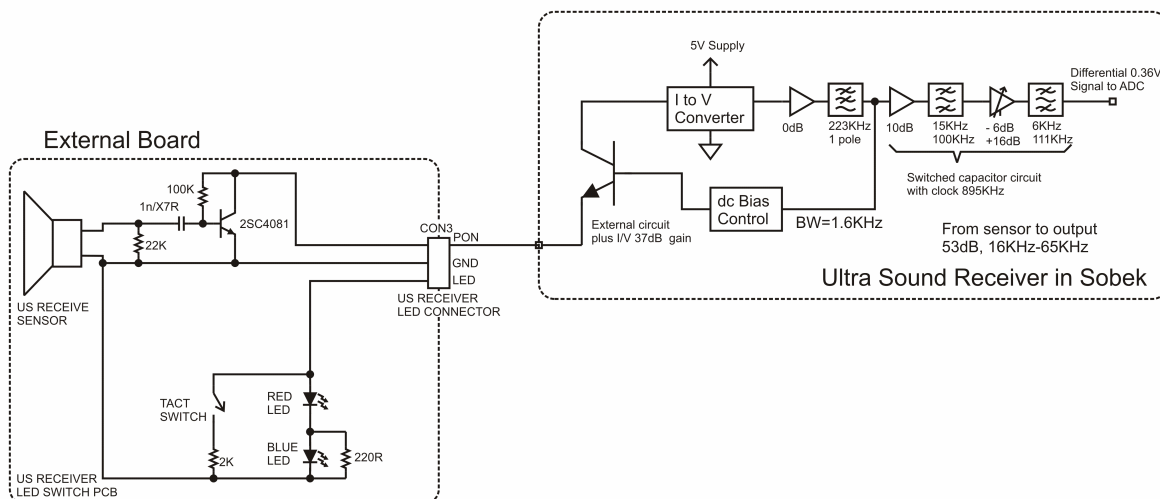 External Board
100K
1n/X7R
2SC4081
22K
US RECEIVE
SENSOR
CON3
PON
GND
LED
US RECEIVER
LED CONNECTOR
TACT
SWITCH
2K
RED
LED
BLUE
LED
220R
US RECEIVER
LED SWITCH PCB
5V Supply
I to V
Converter
0dB
223KHz
1 pole
10dB
15KHz
100KHz
- 6dB
+16dB
6KHz
111KHz
Differential 0.36V
Signal to ADC
Switched capacitor circuit
with clock 895KHz
dc Bias
Control
BW=1.6KHz
External circuit
plus I/V 37dB gain
From sensor to output
53dB, 16KHz-65KHz
Ultra Sound Receiver in Sobek